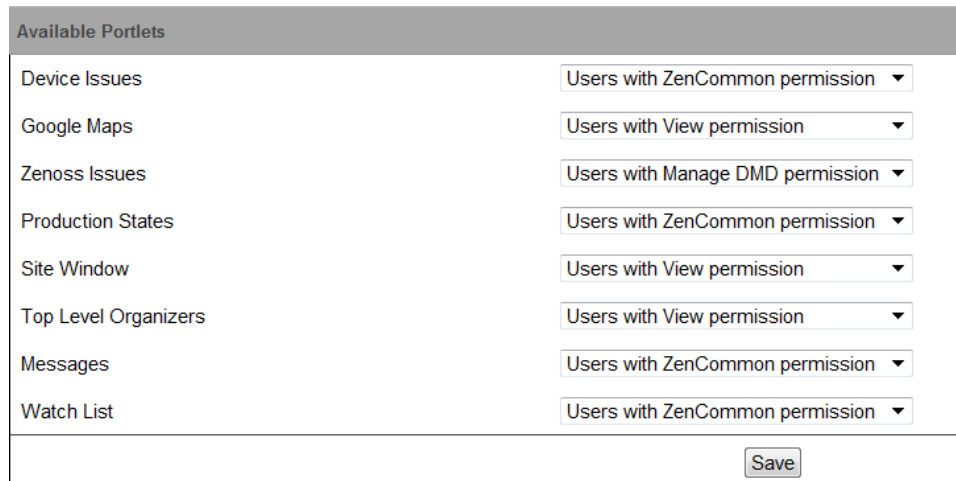 Available Portlets
Device Issues Users with ZenCommon permission
Google Maps Users with View permission
Zenoss Issues Users with Manage DMD permission
Production States Users with ZenCommon permission
Site Window Users with View permission
Top Level Organizers Users with View permission
Messages Users with ZenCommon permission
Watch List Users with ZenCommon permission
Save